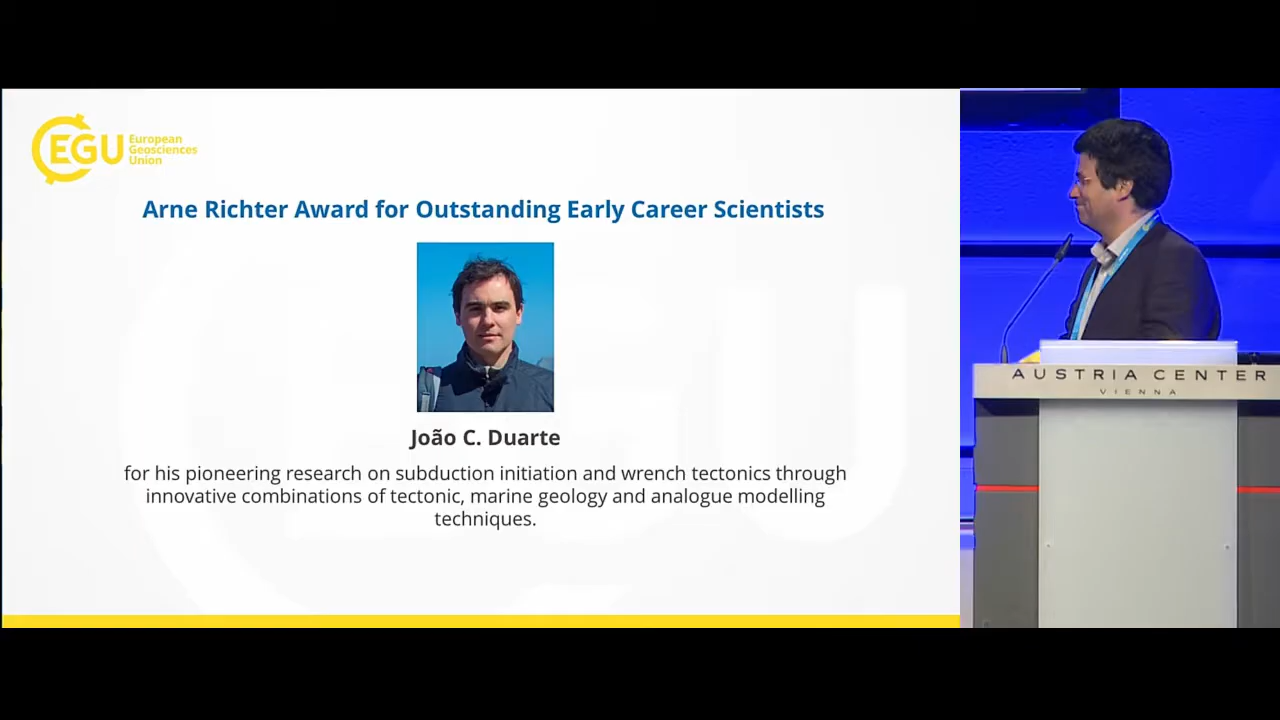 EGU
European
Geosciences
Union
Arne Richter Award for Outstanding Early Career Scientists
João C. Duarte
for his pioneering research on subduction initiation and wrench tectonics through
innovative combinations of tectonic, marine geology and analogue modelling
techniques.
AUSTRIA CENTER
VIENNA